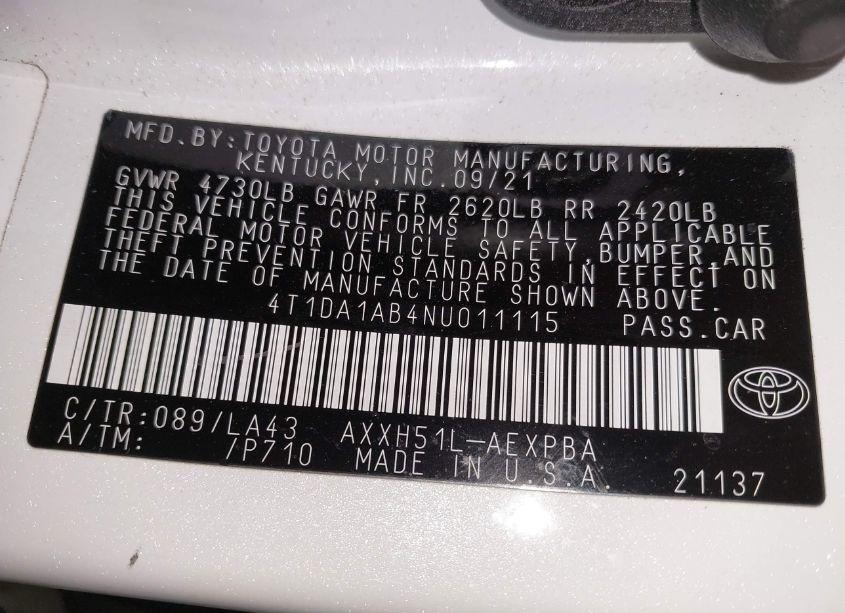 MFD.BY:TOYOTA MOTOR MANUFACTURING,
KENTUCKY,INC.09/21
GVWR 4730LB GAWR FR 2620LB RR 2420LB
THIS VEHICLE CONFORMS TO ALL APPLICABLE
FEDERAL MOTOR VEHICLE SAFETY,BUMPER,AND
THEFT PREVENTION STANDARDS IN EFFECT ON
THE DATE OF MANUFACTURE SHOWN ABOVE.
4T1DA1AB4NU011115 PASS.CAR
C/TR:089/LA43 AXXH51L-AEXPBA
A/TM: /P710 MADE IN U.S.A. 21137